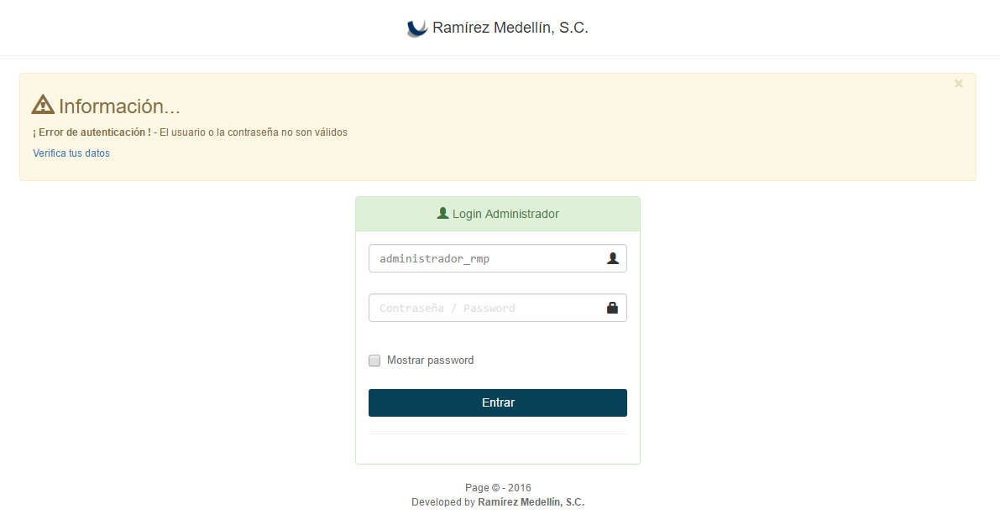 Ramírez Medellín, S.C.
×
Información...
¡ Error de autenticación ! - El usuario o la contraseña no son válidos
Verifica tus datos
Login Administrador
administrador_rmp
Contraseña / Password
Mostrar password
Entrar
Page © - 2016
Developed by Ramírez Medellín, S.C.